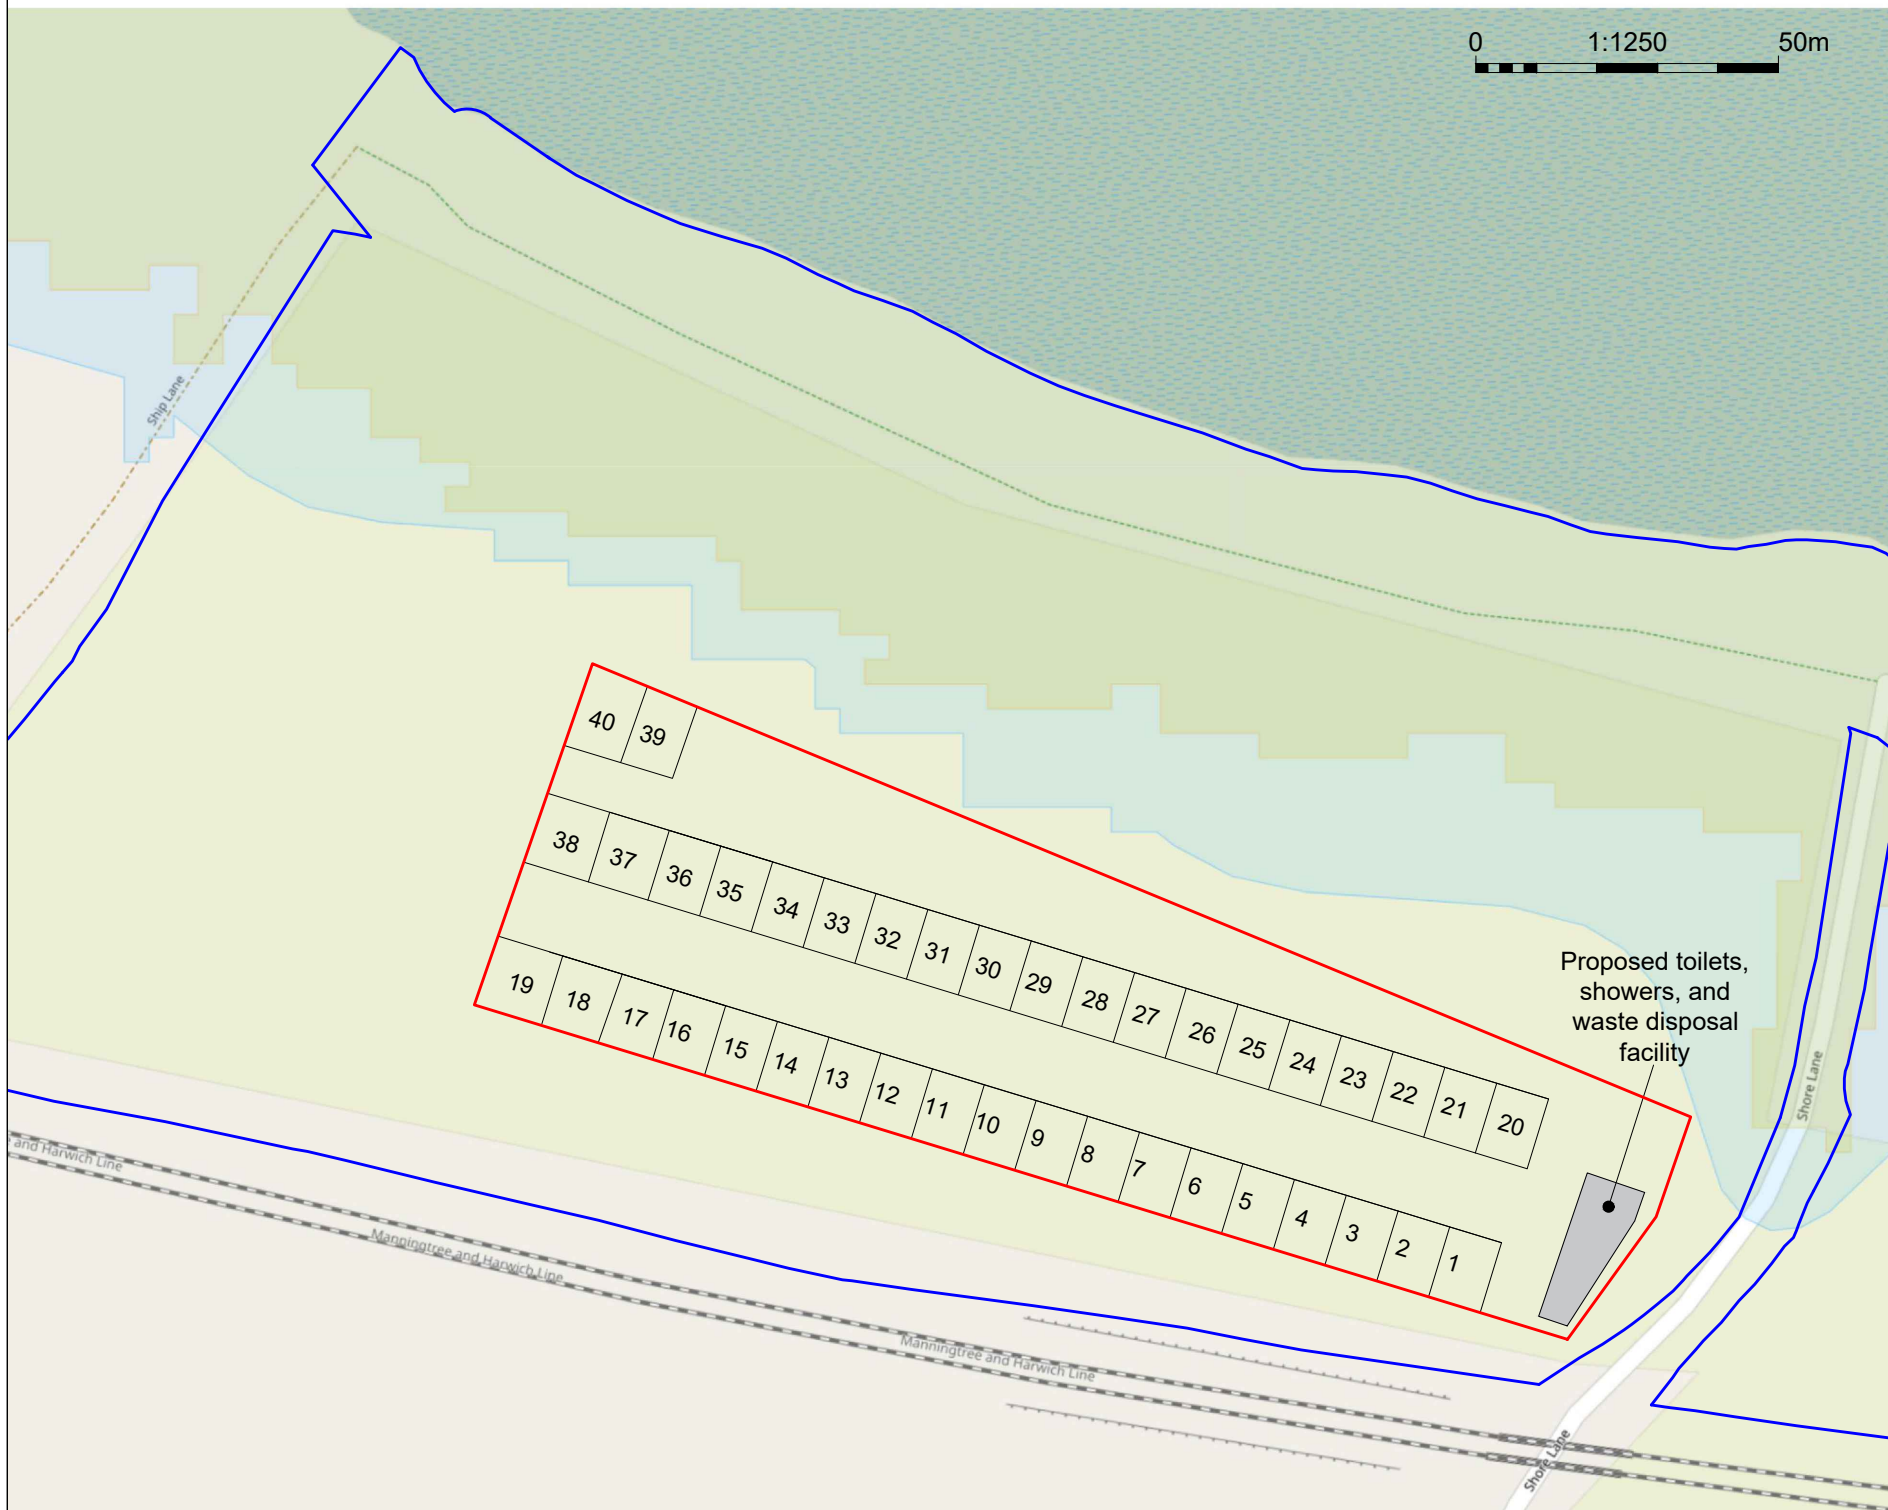 0 1:1250 50m
Ship Lane
40 39
38 37 36 35 34 33 32 31 30 29 28 27 26 25 24 23 22 21 20
19 18 17 16 15 14 13 12 11 10 9 8 7 6 5 4 3 2 1
Proposed toilets,
showers, and
waste disposal
facility
Shore Lane
and Harwich Line
Manningtree and Harwich Line
Manningtree and Harwich Line
Shore Lane